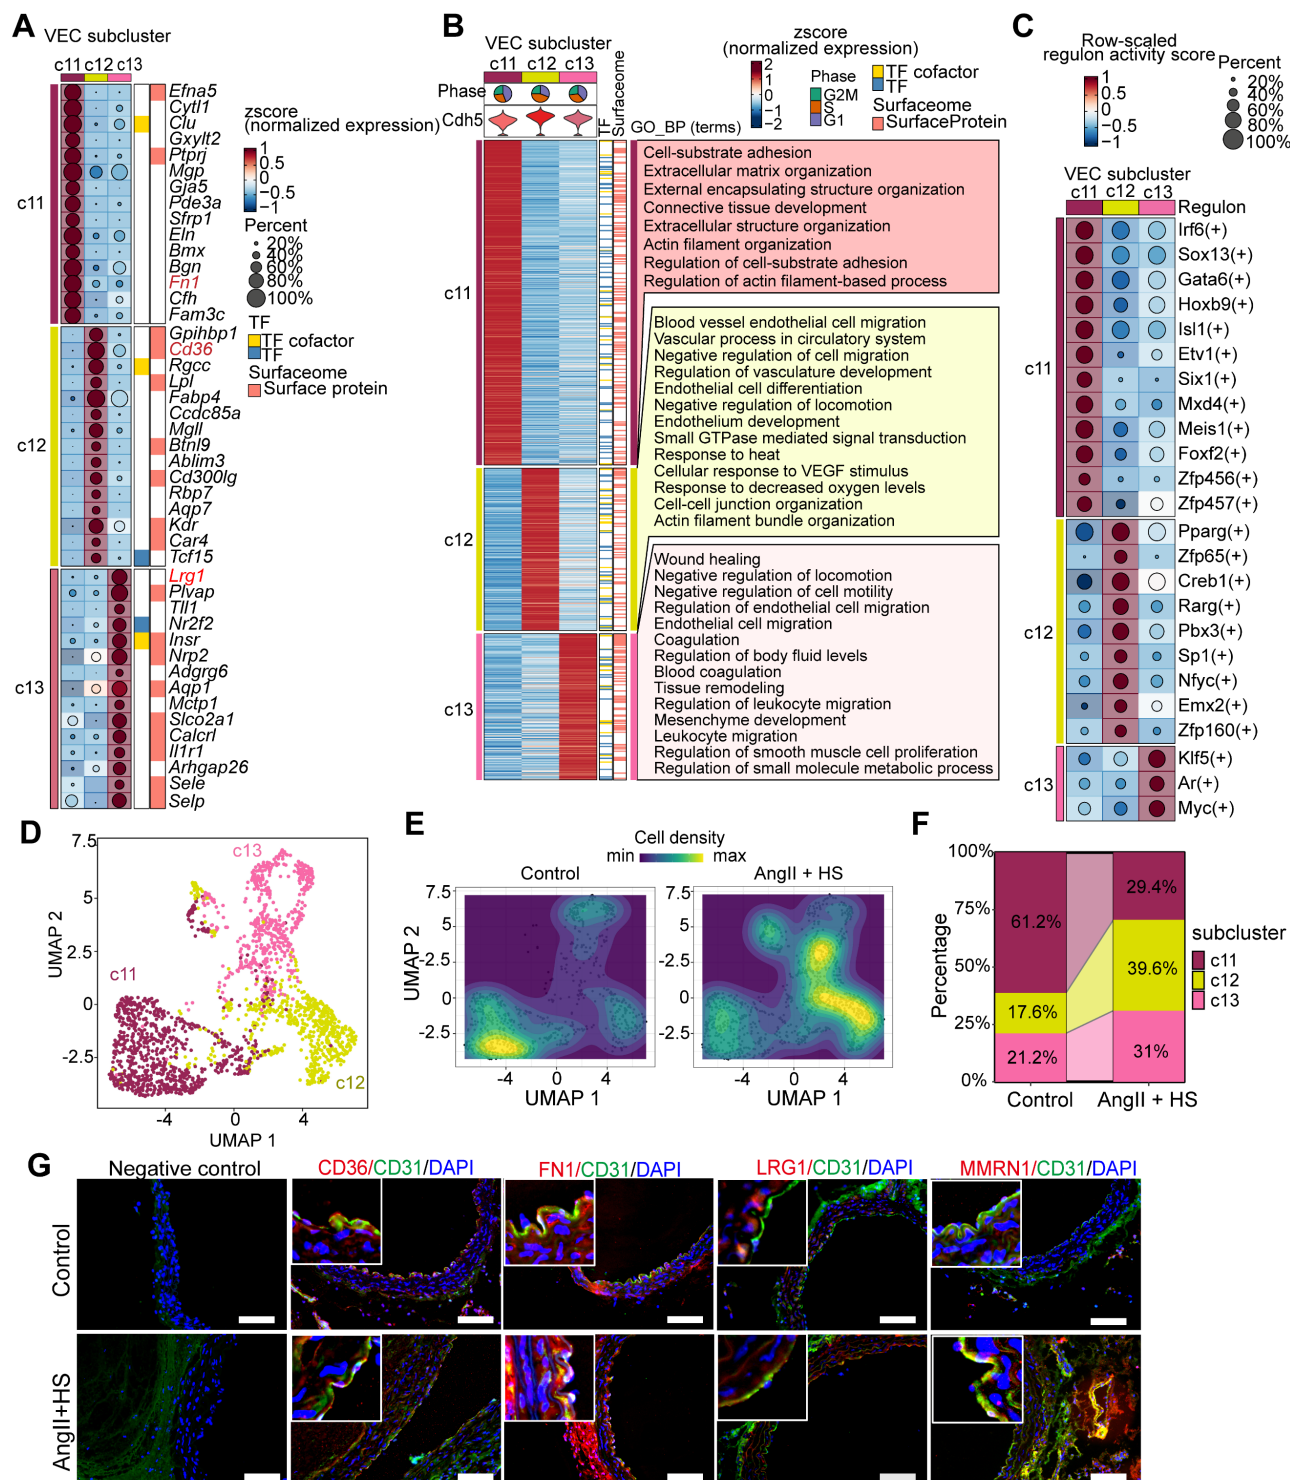 A
VEC subcluster
c11 c12 c13
c11
Efna5
Cytl1
Clu
Gxylt2
Ptprj
Mgp
Gja5
Pde3a
Sfrp1
Eln
Bmx
Bgn
Fn1
Cfh
Fam3c
c12
Gpihbp1
Cd36
Rgcc
Lpl
Fabp4
Ccdc85a
Mgll
Btnl9
Ablim3
Cd300lg
Rbp7
Aqp7
Kdr
Car4
Tcf15
c13
Lrg1
Plvap
Tll1
Nr2f2
Insr
Nrp2
Adgrg6
Aqp1
Mctp1
Slco2a1
Calcrl
Il1r1
Arhgap26
Sele
Selp
zscore
(normalized expression)
1
0.5
0
−0.5
−1
Percent
20%
40%
60%
80%
100%
TF
TF cofactor
TF
Surfaceome
Surface protein
B
VEC subcluster
c11 c12 c13
Phase
Cdh5
TF
Surfaceome
GO_BP (terms)
zscore
(normalized expression)
2
1
0
−1
−2
Phase
G2M
S
G1
TF cofactor
TF
Surfaceome
SurfaceProtein
c11
Cell-substrate adhesion
Extracellular matrix organization
External encapsulating structure organization
Connective tissue development
Extracellular structure organization
Actin filament organization
Regulation of cell-substrate adhesion
Regulation of actin filament-based process
c12
Blood vessel endothelial cell migration
Vascular process in circulatory system
Negative regulation of cell migration
Regulation of vasculature development
Endothelial cell differentiation
Negative regulation of locomotion
Endothelium development
Small GTPase mediated signal transduction
Response to heat
Cellular response to VEGF stimulus
Response to decreased oxygen levels
Cell-cell junction organization
Actin filament bundle organization
c13
Wound healing
Negative regulation of locomotion
Negative regulation of cell motility
Regulation of endothelial cell migration
Endothelial cell migration
Coagulation
Regulation of body fluid levels
Blood coagulation
Tissue remodeling
Regulation of leukocyte migration
Mesenchyme development
Leukocyte migration
Regulation of smooth muscle cell proliferation
Regulation of small molecule metabolic process
C
Row-scaled
regulon activity score
1
0.5
0
−0.5
−1
Percent
20%
40%
60%
80%
100%
VEC subcluster
c11 c12 c13
Regulon
c11
Irf6(+)
Sox13(+)
Gata6(+)
Hoxb9(+)
Isl1(+)
Etv1(+)
Six1(+)
Mxd4(+)
Meis1(+)
Foxf2(+)
Zfp456(+)
Zfp457(+)
c12
Pparg(+)
Zfp65(+)
Creb1(+)
Rarg(+)
Pbx3(+)
Sp1(+)
Nfyc(+)
Emx2(+)
Zfp160(+)
c13
Klf5(+)
Ar(+)
Myc(+)
D
7.5
5
2.5
0
-2.5
UMAP 2
c13
c11
c12
-4 0 4
UMAP 1
E
Cell density
min max
Control AngII + HS
7.5
5
2.5
0
−2.5
UMAP 2
−4 0 4
UMAP 1
7.5
5
−2.5
0
−2.5
−4 0 4
UMAP 1
F
100%
75%
50%
25%
0%
Percentage
61.2%
17.6%
21.2%
29.4%
39.6%
31%
Control AngII + HS
subcluster
c11
c12
c13
G
Negative control
CD36/CD31/DAPI
FN1/CD31/DAPI
LRG1/CD31/DAPI
MMRN1/CD31/DAPI
Control
AngII+HS